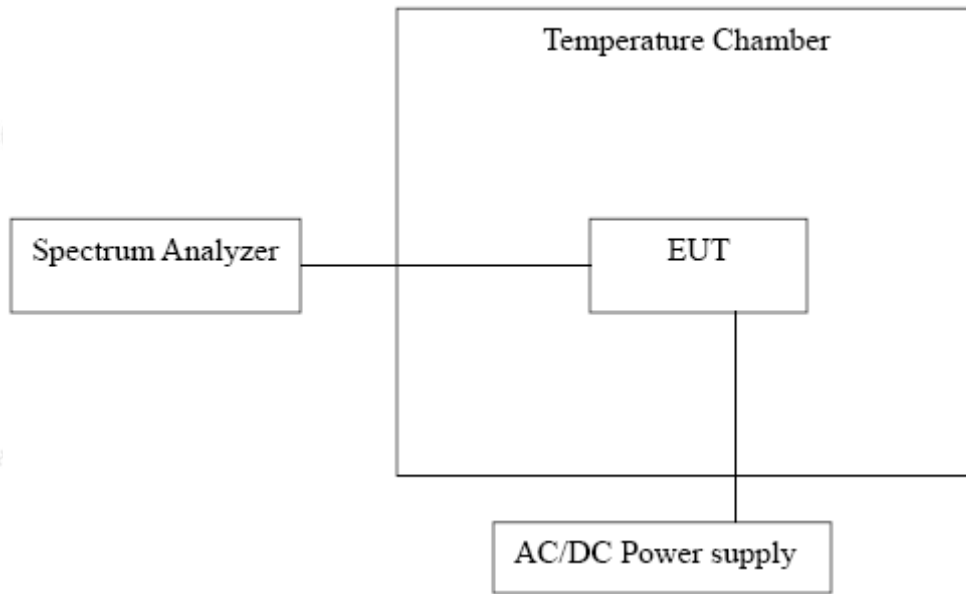 Temperature Chamber
Spectrum Analyzer
EUT
AC/DC Power supply